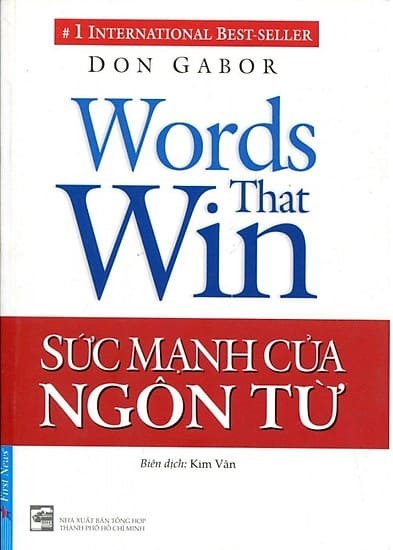 # 1 INTERNATIONAL BEST-SELLER
DON GABOR
Words
That
Win
SỨC MẠNH CỦA
NGÔN TỪ
Biên dịch: Kim Vân
First News
NHÀ XUẤT BẢN TỔNG HỢP
THÀNH PHỐ HỒ CHÍ MINH